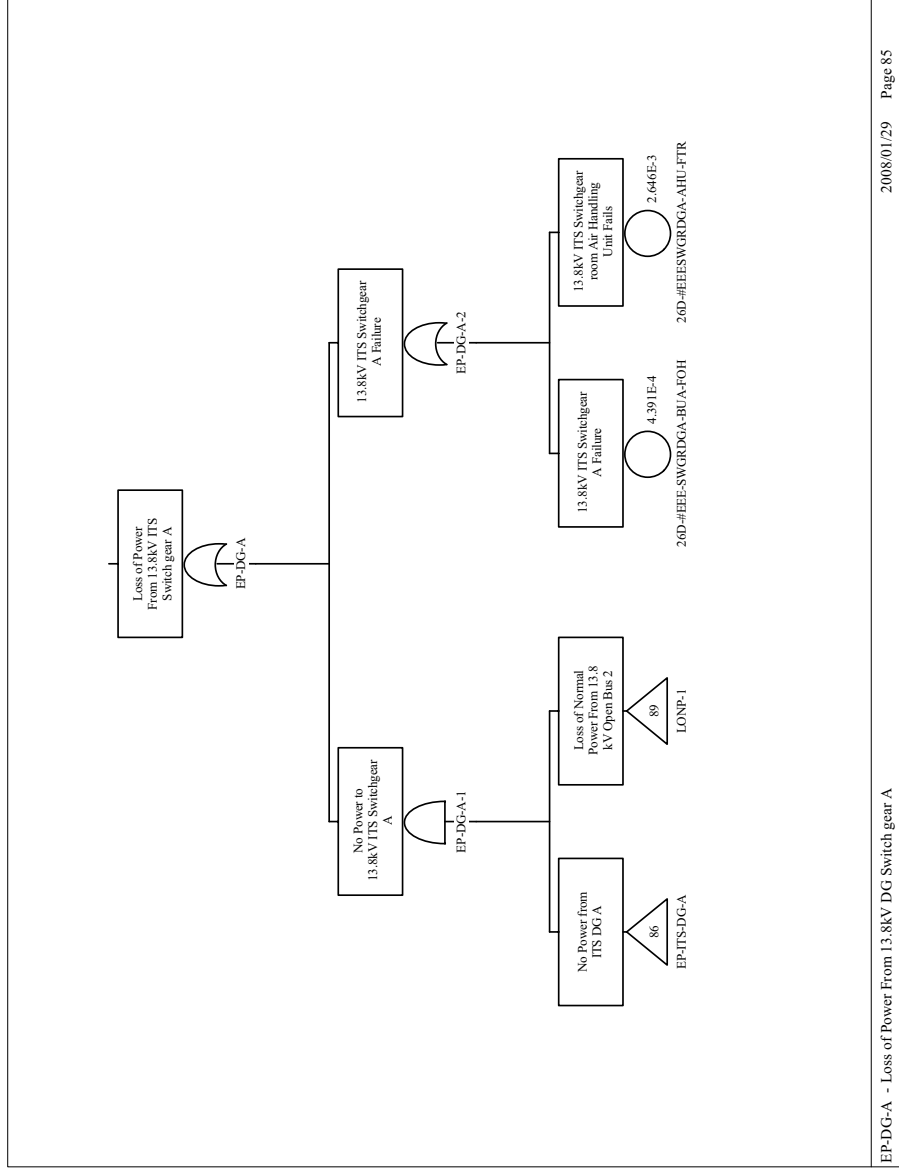 Loss of Power
From 13.8kV ITS
Switch gear A
EP-DG-A
No Power to
13.8kV ITS Switchgear
A
EP-DG-A-1
13.8kV ITS Switchgear
A Failure
EP-DG-A-2
No Power from
ITS DG A
86
EP-ITS-DG-A
Loss of Normal
Power From 13.8
kV Open Bus 2
89
LONP-1
13.8kV ITS Switchgear
A Failure
4.391E-4
26D-#EEE-SWGRDGA-BUA-FOH
13.8kV ITS Switchgear
room Air Handling
Unit Fails
2.646E-3
26D-#EEESWGRDGA-AHU-FTR
EP-DG-A - Loss of Power From 13.8kV DG Switch gear A
2008/01/29 Page 85